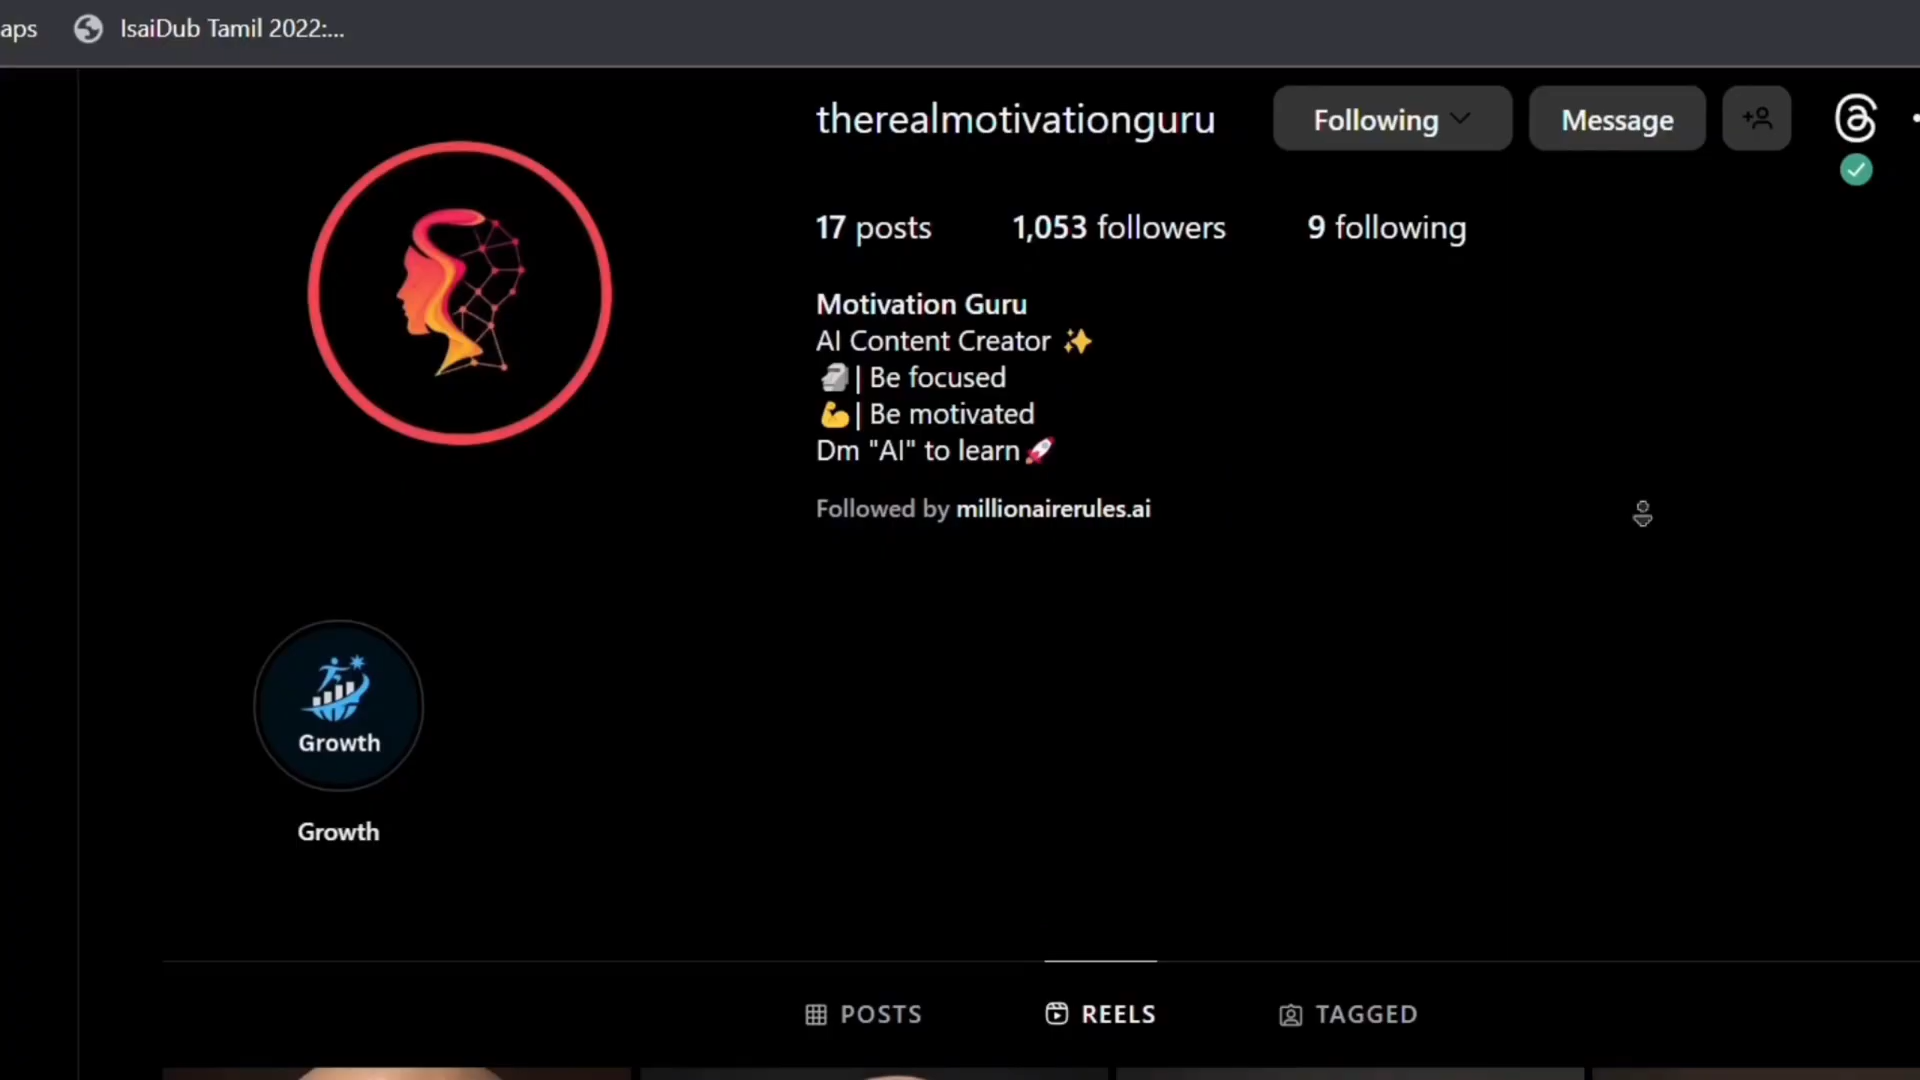 aps IsaiDub Tamil 2022:...
therealmotivationguru Following Message
17 posts 1,053 followers 9 following
Motivation Guru
AI Content Creator ✨
🗿| Be focused
💪| Be motivated
Dm "AI" to learn🚀
Followed by millionairerules.ai
Growth
Growth
POSTS REELS TAGGED